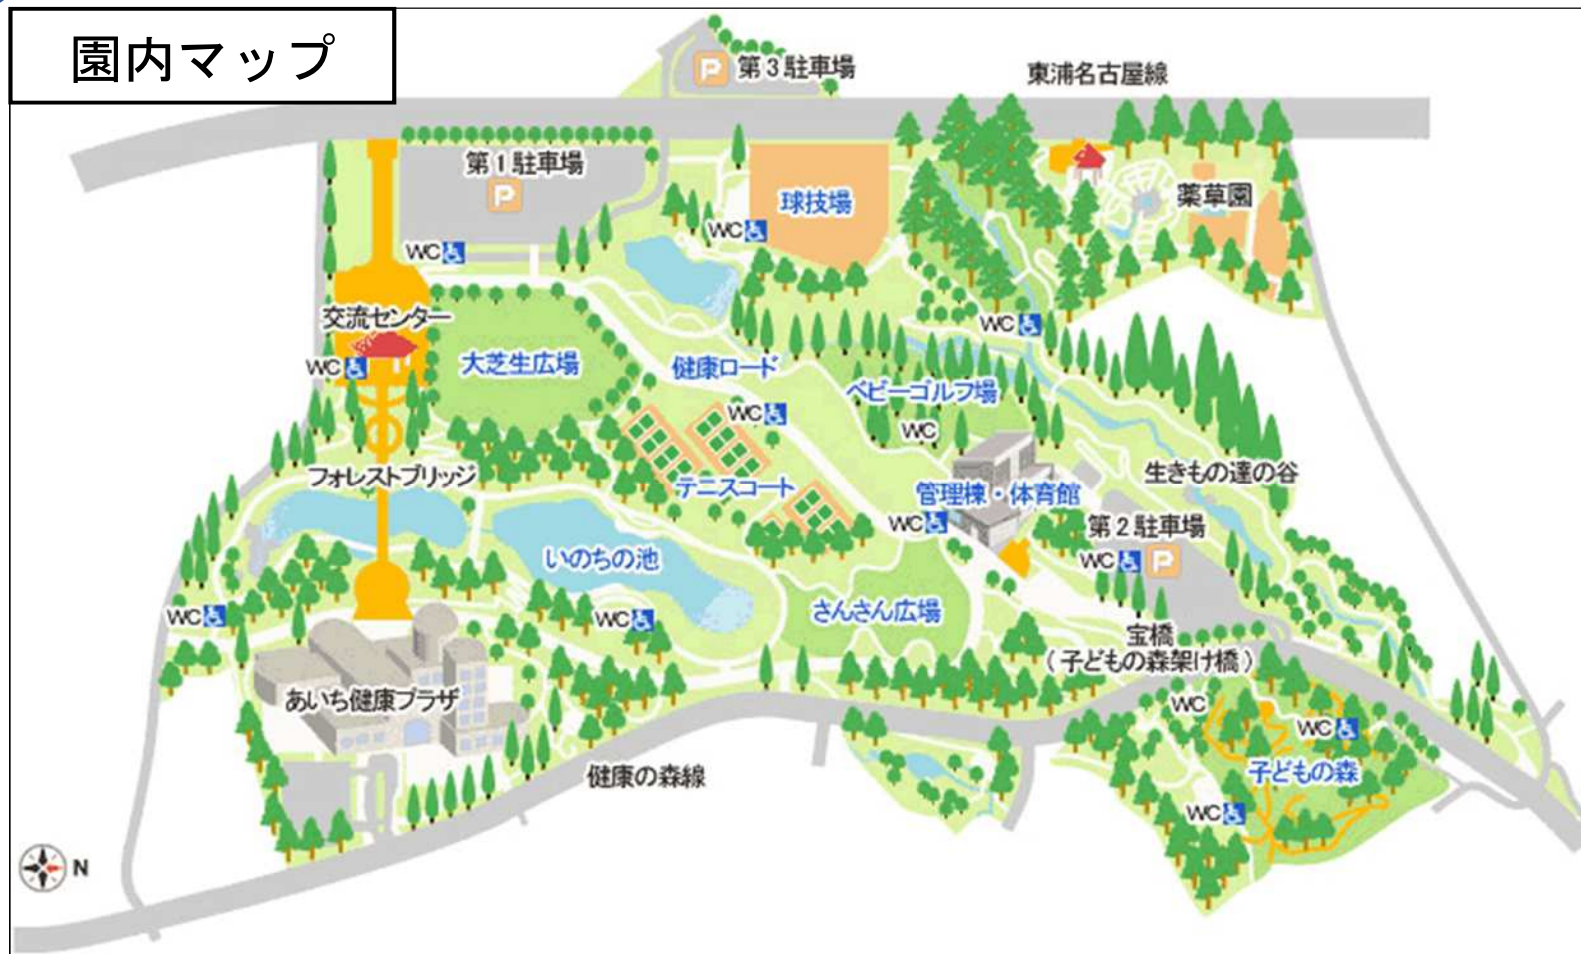 園内マップ
第3駐車場
東浦名古屋線
第1駐車場
P
P
球技場
薬草園
WC
WC
交流センター
WC
WC
大芝生広場
健康ロード
ベビーゴルフ場
WC
WC
フォレストブリッジ
テニスコート
管理棟・体育館
生きもの達の谷
WC
第2駐車場
いのちの池
WC
P
WC
WC
さんさん広場
宝橋
(子どもの森架け橋)
あいち健康プラザ
WC
WC
健康の森線
子どもの森
WC
N